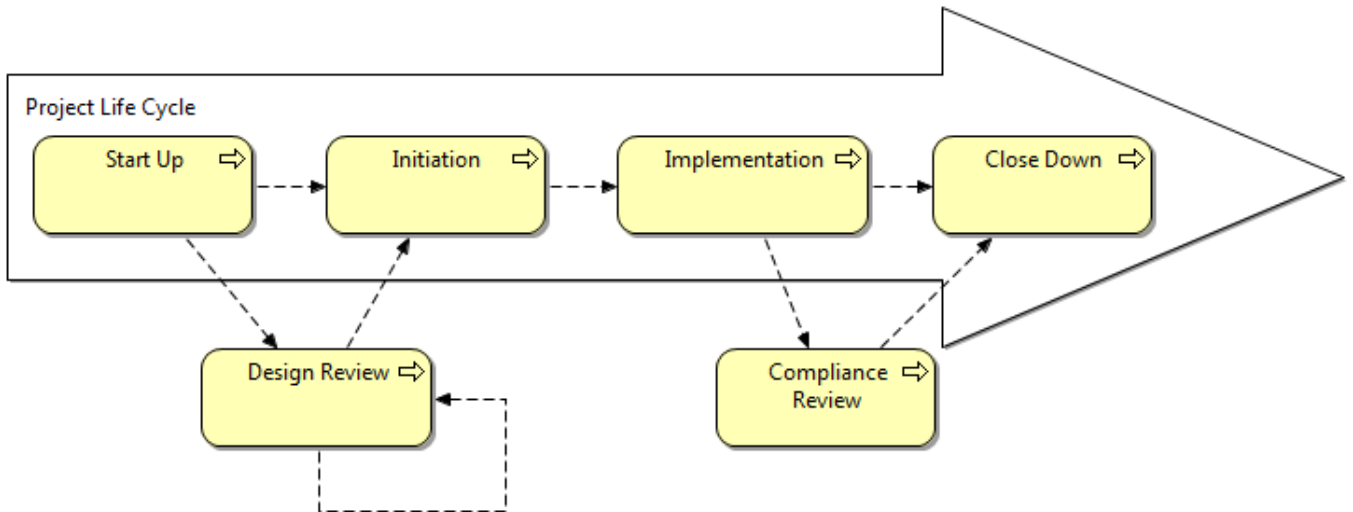 Project Life Cycle
Start Up
Initiation
Implementation
Close Down
Design Review
Compliance
Review